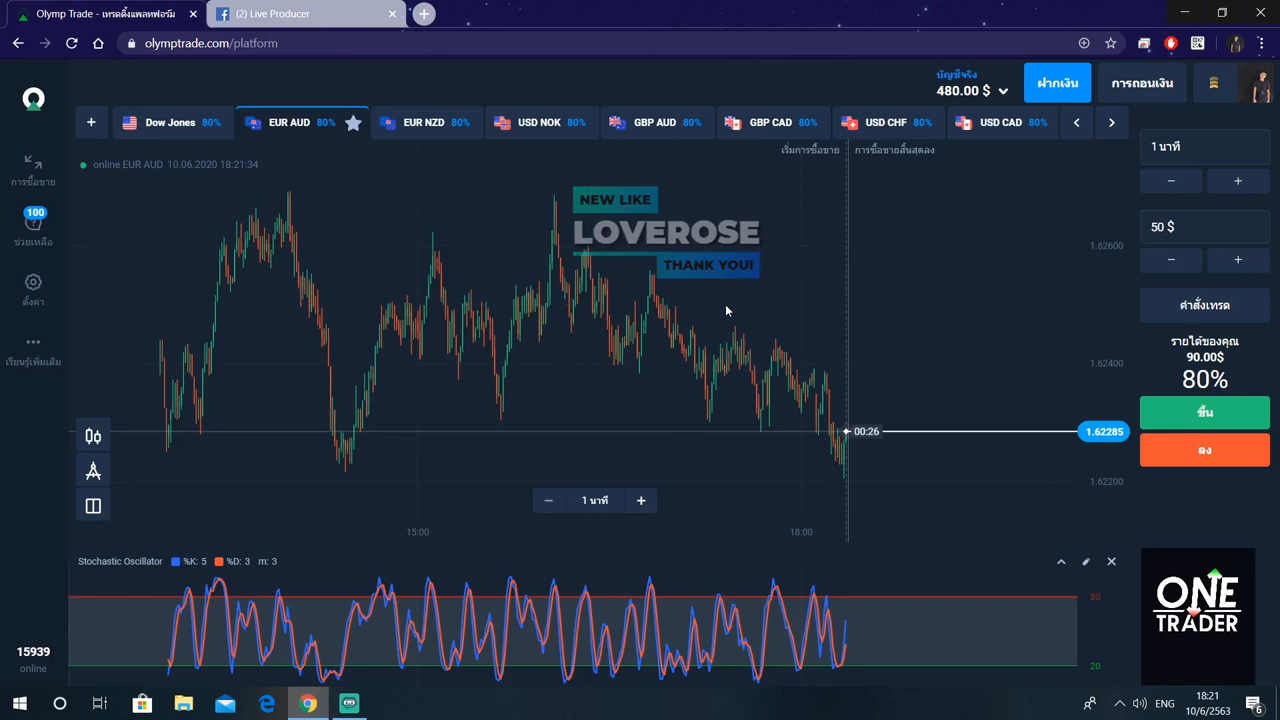 Olymp Trade - เทรดดิ้งแพลทฟอร์ม
(2) Live Producer
olymptrade.com/platform
บัญชีจริง
480.00 $
ฝากเงิน
การถอนเงิน
Dow Jones 80%
EUR AUD 80%
EUR NZD 80%
USD NOK 80%
GBP AUD 80%
GBP CAD 80%
USD CHF 80%
USD CAD 80%
online EUR AUD 10.06.2020 18:21:34
เริ่มการซื้อขาย
การซื้อขายสิ้นสุดลง
การซื้อขาย
100
ช่วยเหลือ
ตั้งค่า
เรียนรู้เพิ่มเติม
NEW LIKE
LOVEROSE
THANK YOU!
1.62600
1.62400
00:26
1.62285
1.62200
1 นาที
15:00
18:00
1 นาที
50 $
คำสั่งเทรด
รายได้ของคุณ
90.00$
80%
ขึ้น
ลง
Stochastic Oscillator %K: 5 %D: 3 m: 3
80
20
15939
online
ONE
TRADER
ENG
18:21
10/6/2563
6